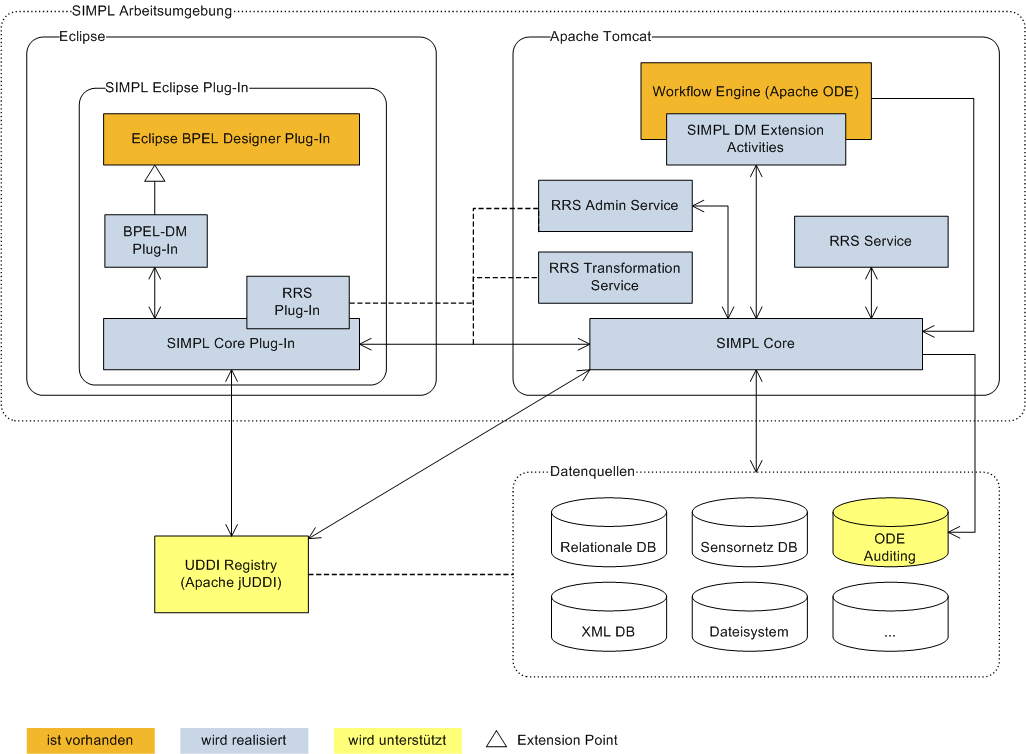 SIMPL Arbeitsumgebung
Eclipse
SIMPL Eclipse Plug-In
Eclipse BPEL Designer Plug-In
BPEL-DM
Plug-In
RRS
Plug-In
SIMPL Core Plug-In
Apache Tomcat
Workflow Engine (Apache ODE)
SIMPL DM Extension
Activities
RRS Admin Service
RRS Service
RRS Transformation
Service
SIMPL Core
UDDI Registry
(Apache jUDDI)
Datenquellen
Relationale DB
Sensornetz DB
ODE
Auditing
XML DB
Dateisystem
...
ist vorhanden
wird realisiert
wird unterstützt
Extension Point